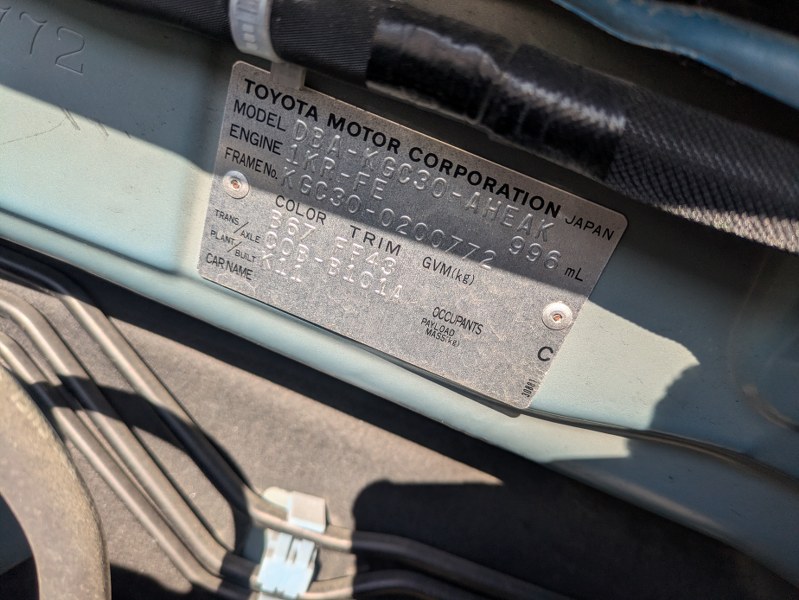 772
TOYOTA MOTOR CORPORATION JAPAN
MODEL DBA-KGC30-AHEAK
ENGINE 1KR-FE 996 mL
FRAME No. KGC30-0200772
COLOR TRIM GVM(kg)
B67 FF43
TRANS/AXLE C0B-B101A
PLANT/BUILT K11
CAR NAME
OCCUPANTS
PAYLOAD
MASS(kg)
C